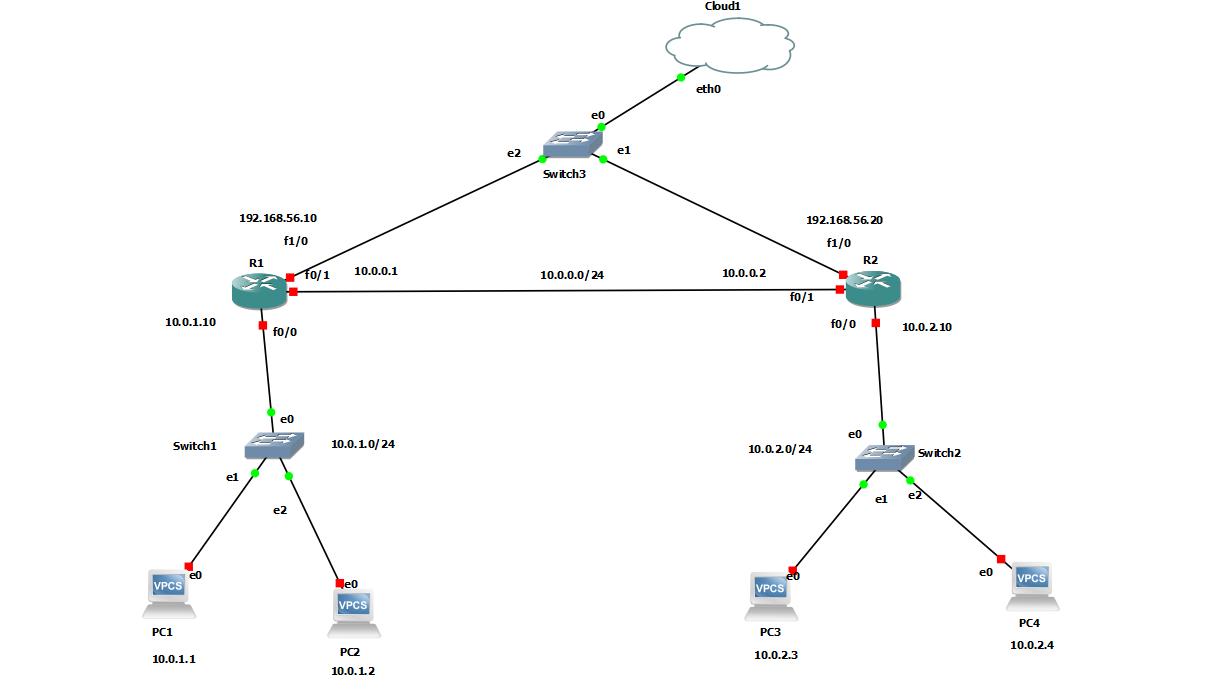 Cloud1
eth0
e0
e2
e1
Switch3
192.168.56.10
192.168.56.20
f1/0
f1/0
R1
R2
f0/1
10.0.0.1
10.0.0.0/24
10.0.0.2
f0/1
10.0.1.10
f0/0
f0/0
10.0.2.10
e0
Switch1
10.0.1.0/24
e0
10.0.2.0/24
Switch2
e1
e2
e1
e2
e0
VPCS
e0
VPCS
e0
VPCS
e0
VPCS
PC1
10.0.1.1
PC2
10.0.1.2
PC3
10.0.2.3
PC4
10.0.2.4